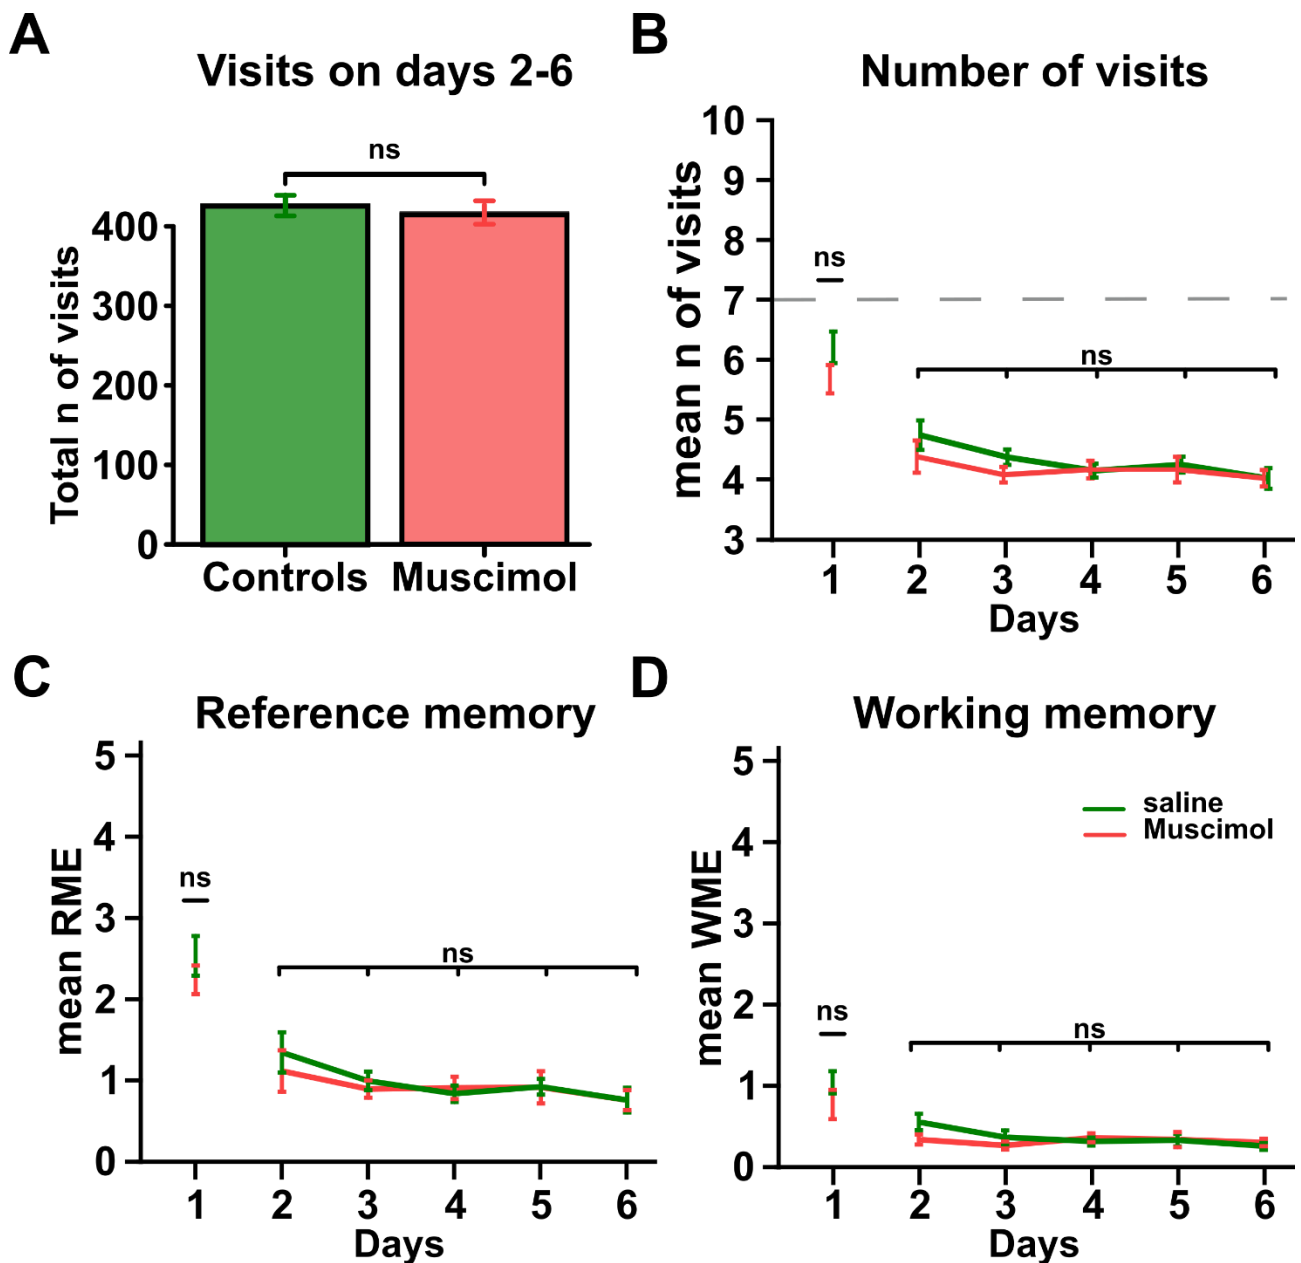 A
Visits on days 2-6
ns
Total n of visits
400
300
200
100
0
Controls
Muscimol
B
Number of visits
mean n of visits
10
9
8
7
6
5
4
3
ns
ns
1 2 3 4 5 6
Days
C
Reference memory
mean RME
5
4
3
2
1
0
ns
ns
1 2 3 4 5 6
Days
D
Working memory
mean WME
5
4
3
2
1
0
saline
Muscimol
ns
ns
1 2 3 4 5 6
Days